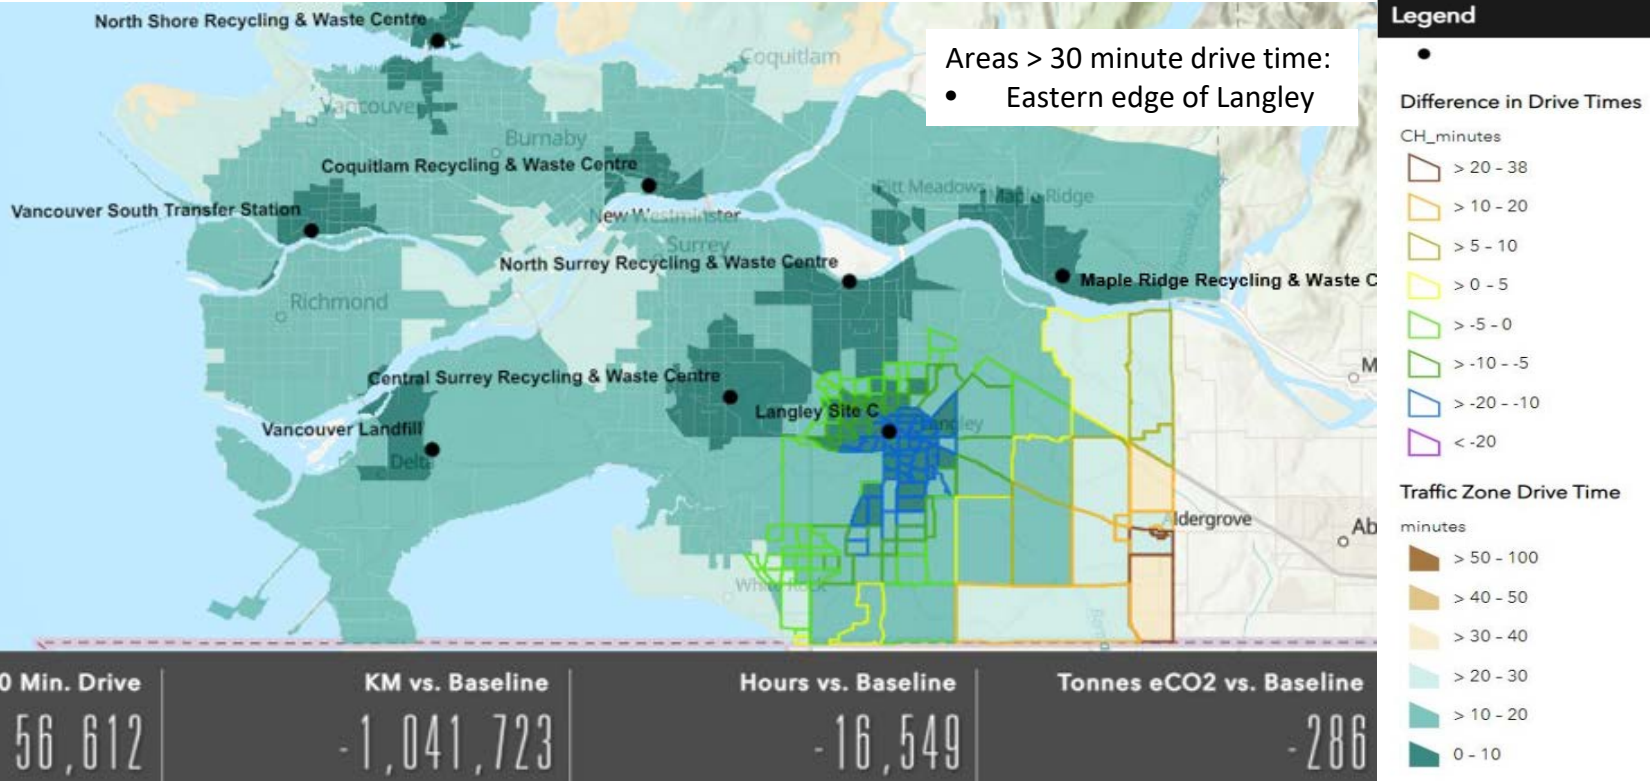 North Shore Recycling & Waste Centre
Coquitlam
Areas > 30 minute drive time:
• Eastern edge of Langley
Vancouver
Burnaby
Coquitlam Recycling & Waste Centre
Pitt Meadows
Maple Ridge
Vancouver South Transfer Station
New Westminster
Surrey
North Surrey Recycling & Waste Centre
Maple Ridge Recycling & Waste C
Richmond
M
Central Surrey Recycling & Waste Centre
Langley Site C
Langley
Vancouver Landfill
Delta
ldergrove
Ab
White Rock
0 Min. Drive
56,612
KM vs. Baseline
-1,041,723
Hours vs. Baseline
-16,549
Tonnes eCO2 vs. Baseline
-286
Legend
Difference in Drive Times
CH_minutes
> 20 - 38
> 10 - 20
> 5 - 10
> 0 - 5
> -5 - 0
> -10 - -5
> -20 - -10
< -20
Traffic Zone Drive Time
minutes
> 50 - 100
> 40 - 50
> 30 - 40
> 20 - 30
> 10 - 20
0 - 10